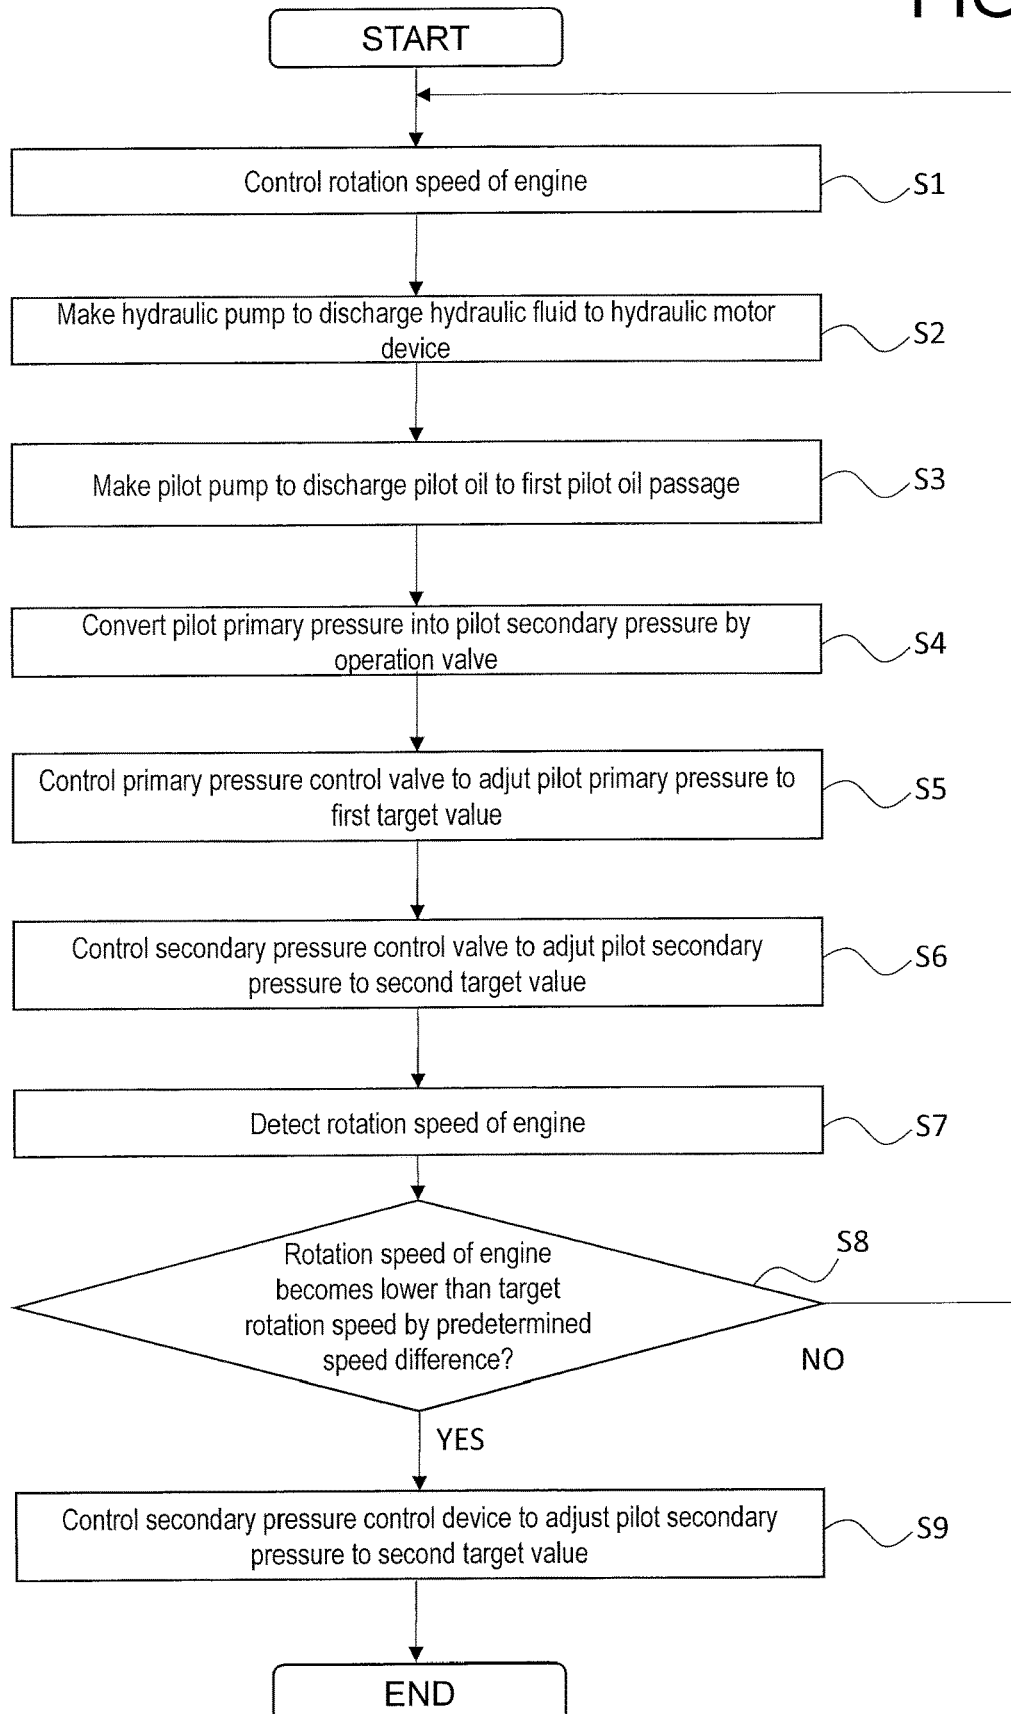 FIG
START
Control rotation speed of engine
S1
Make hydraulic pump to discharge hydraulic fluid to hydraulic motor
device
S2
Make pilot pump to discharge pilot oil to first pilot oil passage
S3
Convert pilot primary pressure into pilot secondary pressure by
operation valve
S4
Control primary pressure control valve to adjut pilot primary pressure to
first target value
S5
Control secondary pressure control valve to adjut pilot secondary
pressure to second target value
S6
Detect rotation speed of engine
S7
Rotation speed of engine
becomes lower than target
rotation speed by predetermined
speed difference?
S8
NO
YES
Control secondary pressure control device to adjust pilot secondary
pressure to second target value
S9
END